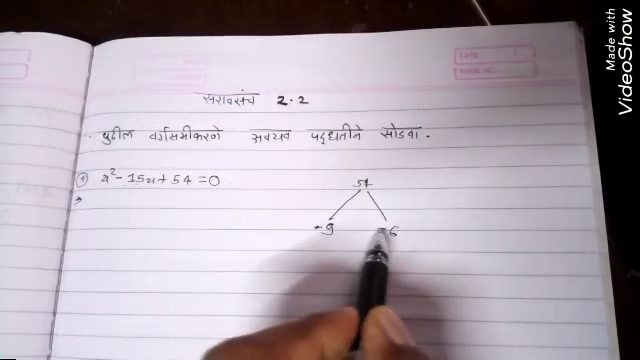 सरावसंच 2.2
पुढील वर्गसमीकरणे अवयव पद्धतीने सोडवा.
① x² - 15x + 54 = 0
⇒
54
-9 -6
Made with
VideoShow